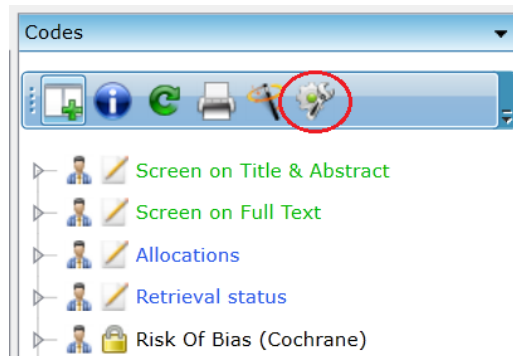 Codes
Screen on Title & Abstract
Screen on Full Text
Allocations
Retrieval status
Risk Of Bias (Cochrane)